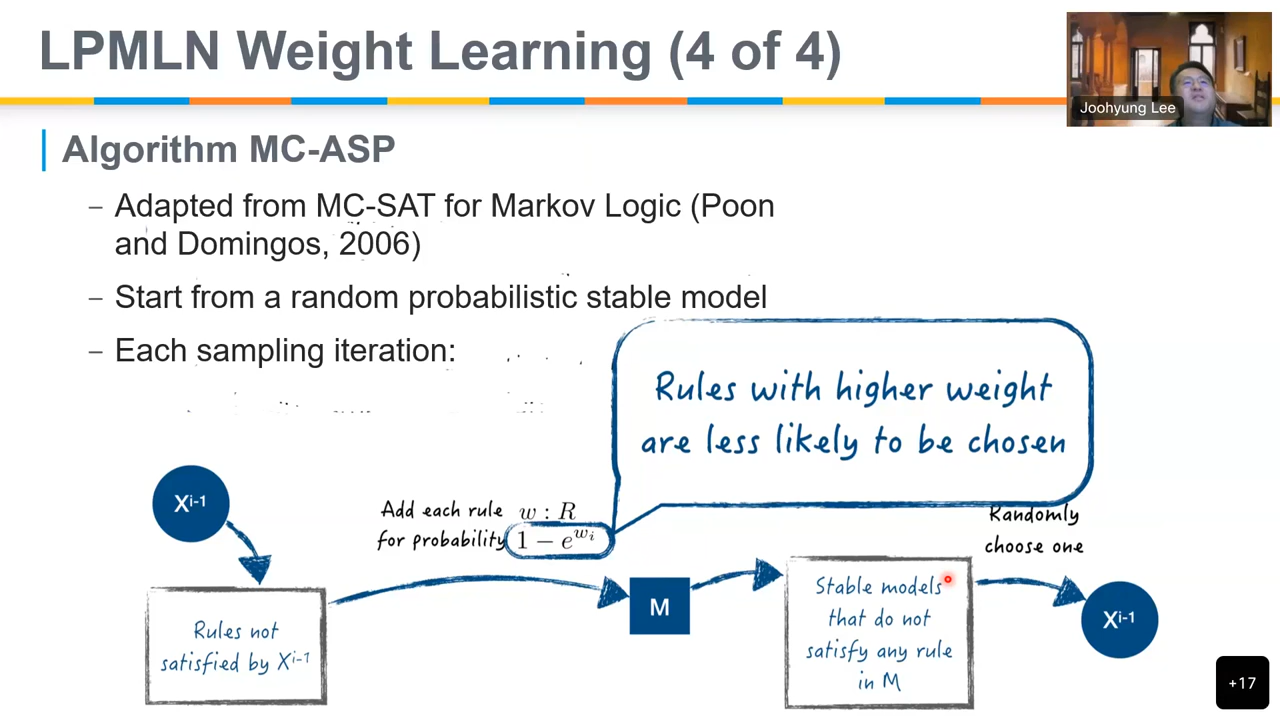 LPMLN Weight Learning (4 of 4)
Joohyung Lee
Algorithm MC-ASP
– Adapted from MC-SAT for Markov Logic (Poon
and Domingos, 2006)
– Start from a random probabilistic stable model
– Each sampling iteration:
Rules with higher weight
are less likely to be chosen
Xi-1
Add each rule w : R
for probability 1 − e^{w_i}
Randomly
choose one
Rules not
satisfied by Xi-1
M
Stable models
that do not
satisfy any rule
in M
Xi-1
+17